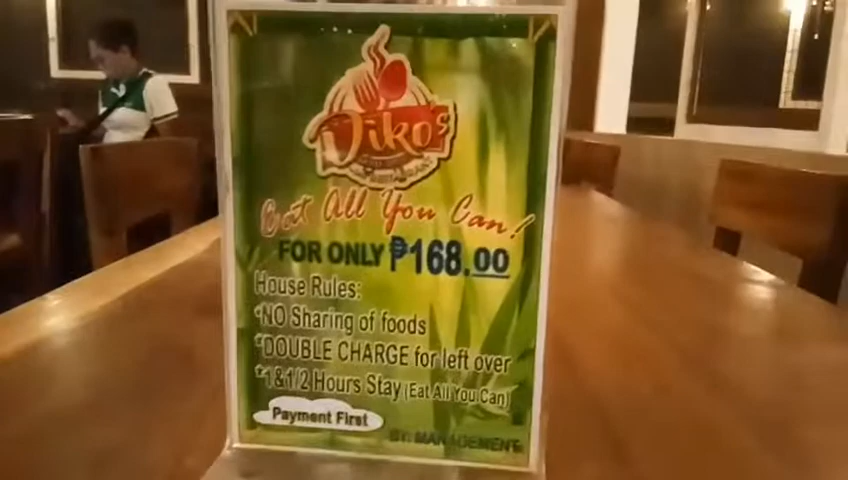 Diko's
RESTAURANT
Eat All You Can!
FOR ONLY ₱168.00
House Rules:
*NO Sharing of foods
*DOUBLE CHARGE for left over
*1&1/2 Hours Stay (Eat All You Can)
Payment First
BY: MANAGEMENT